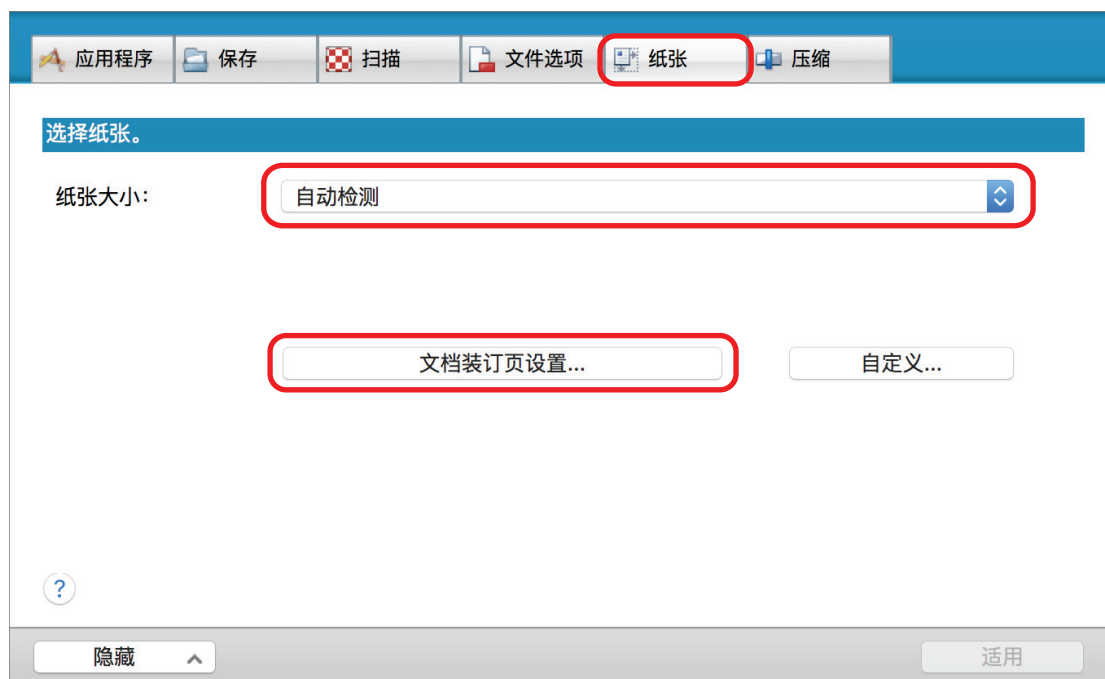 应用程序 保存 扫描 文件选项 纸张 压缩
选择纸张。
纸张大小： 自动检测
文档装订页设置... 自定义...
?
隐藏 适用